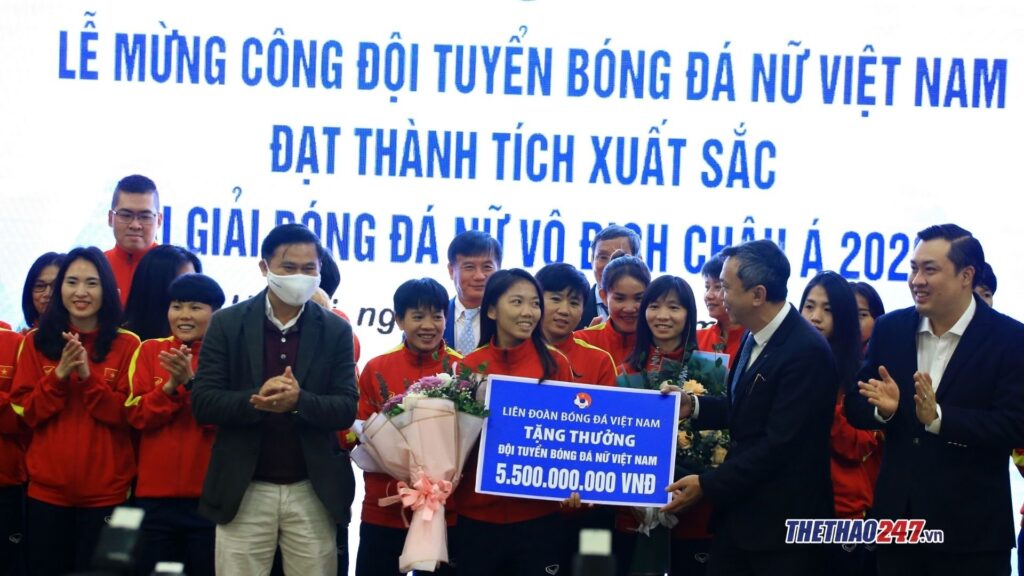 LỄ MỪNG CÔNG ĐỘI TUYỂN BÓNG ĐÁ NỮ VIỆT NAM
ĐẠT THÀNH TÍCH XUẤT SẮC
GIẢI BÓNG ĐÁ NỮ VÔ ĐỊCH CHÂU Á
LIÊN ĐOÀN BÓNG ĐÁ VIỆT NAM
TẶNG THƯỞNG
ĐỘI TUYỂN BÓNG ĐÁ NỮ VIỆT NAM
5.500.000.000 VNĐ
THETHAO247.vn